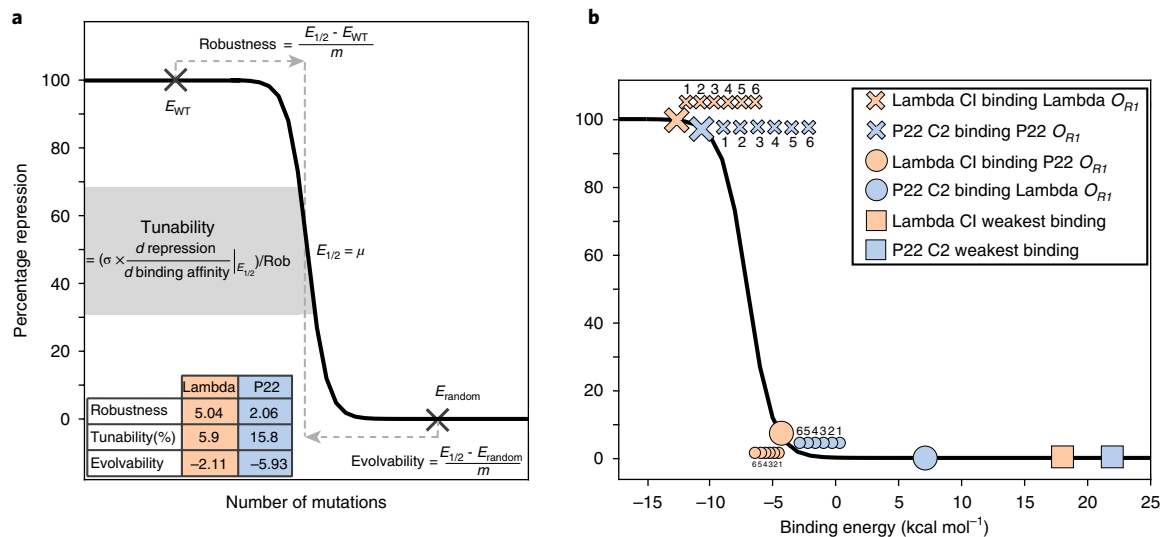 a
Robustness = E1/2 - EWT
m
100
80
60
40
20
0
Percentage repression
EWT
Tunability
= (σ × d repression
d binding affinity |E1/2)/Rob
E1/2 = μ
Erandom
Evolvability = E1/2 - Erandom
m
Lambda P22
Robustness 5.04 2.06
Tunability(%) 5.9 15.8
Evolvability −2.11 −5.93
Number of mutations
b
1 2 3 4 5 6
1 2 3 4 5 6
Lambda CI binding Lambda OR1
P22 C2 binding P22 OR1
Lambda CI binding P22 OR1
P22 C2 binding Lambda OR1
Lambda CI weakest binding
P22 C2 weakest binding
100
80
60
40
20
0
654321
654321
−15 −10 −5 0 5 10 15 20 25
Binding energy (kcal mol−1)